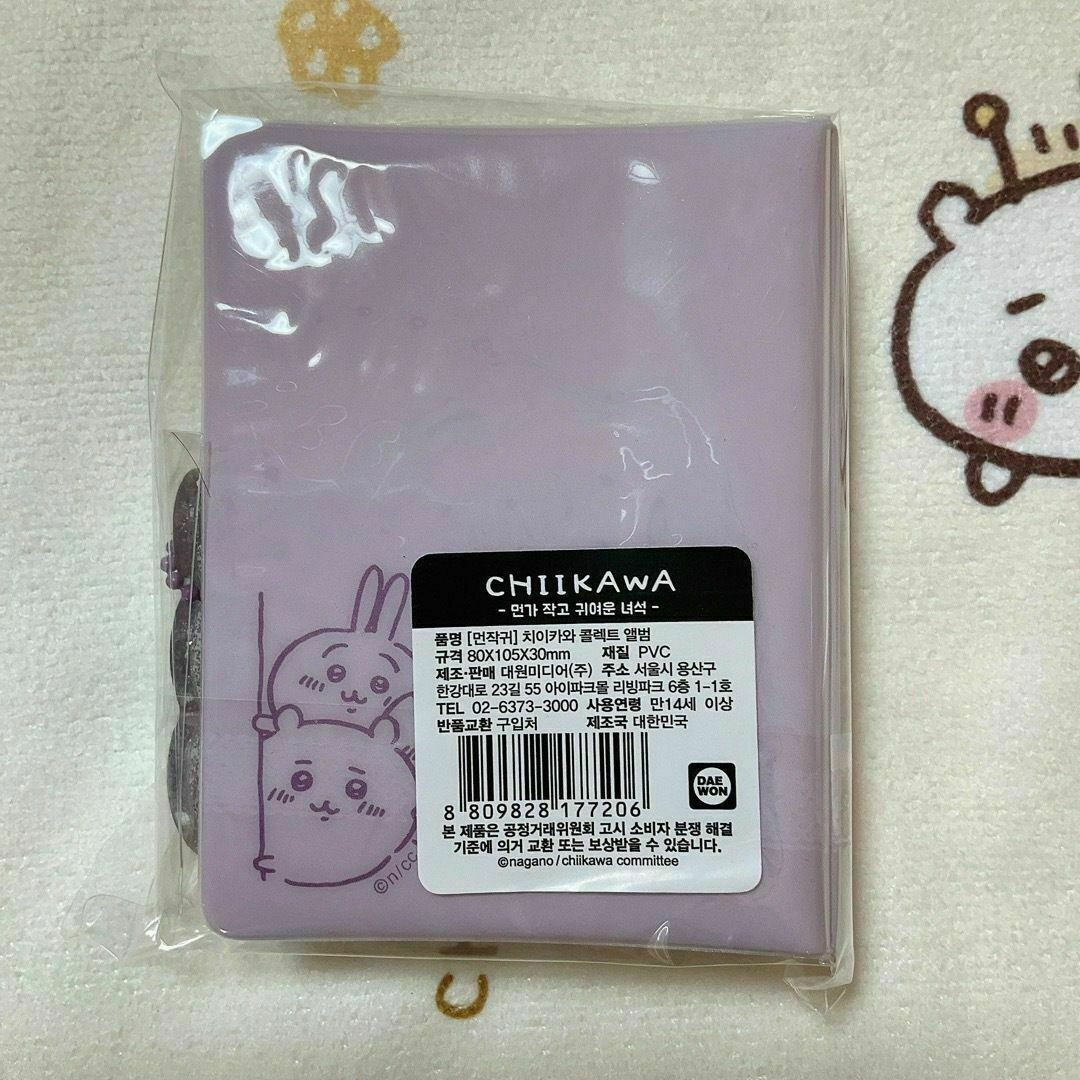 CHIIKAWA
- 먼가 작고 귀여운 녀석 -
품명 [먼작귀] 치이카와 콜렉트 앨범
규격 80X105X30mm 재질 PVC
제조·판매 대원미디어(주) 주소 서울시 용산구
한강대로 23길 55 아이파크몰 리빙파크 6층 1-1호
TEL 02-6373-3000 사용연령 만14세 이상
반품교환 구입처 제조국 대한민국
8 809828 177206
DAE
WON
본 제품은 공정거래위원회 고시 소비자 분쟁 해결
기준에 의거 교환 또는 보상받을 수 있습니다.
©nagano / chiikawa committee
©n/cc